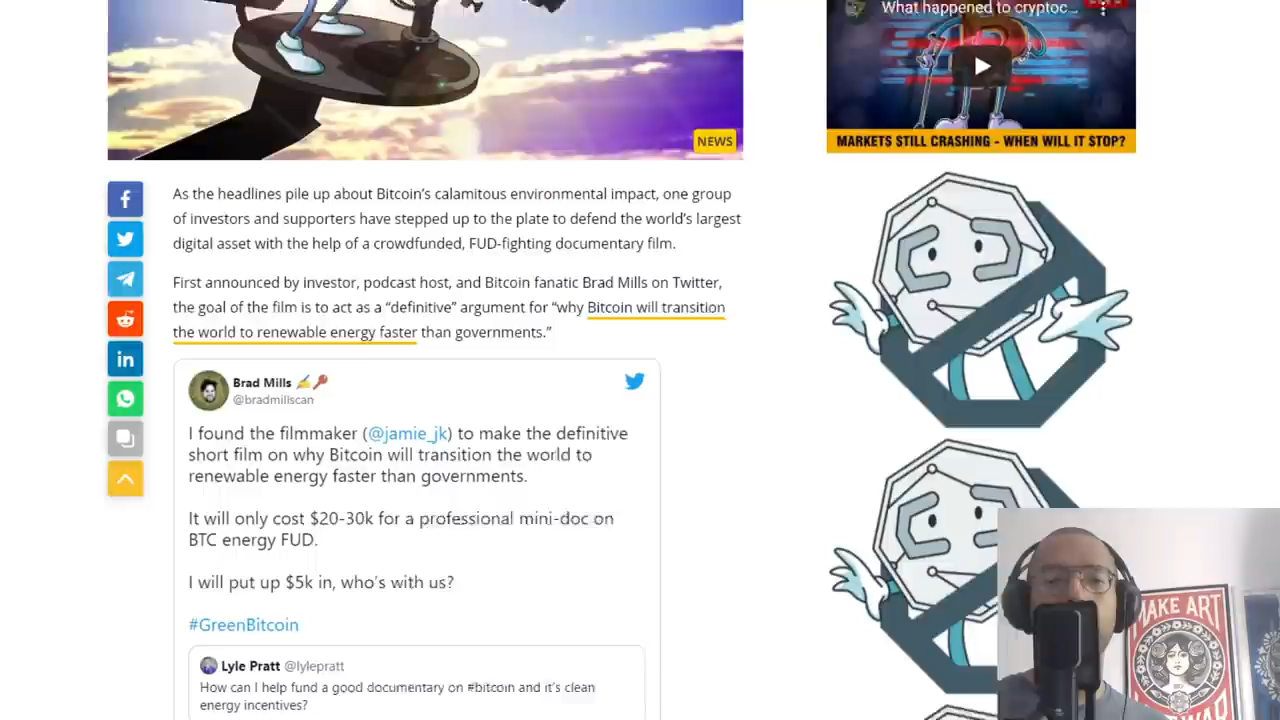 What happened to cryptoc...
MARKETS STILL CRASHING - WHEN WILL IT STOP?
NEWS
As the headlines pile up about Bitcoin's calamitous environmental impact, one group
of investors and supporters have stepped up to the plate to defend the world's largest
digital asset with the help of a crowdfunded, FUD-fighting documentary film.
First announced by investor, podcast host, and Bitcoin fanatic Brad Mills on Twitter,
the goal of the film is to act as a “definitive” argument for “why Bitcoin will transition
the world to renewable energy faster than governments.”
Brad Mills
@bradmillscan
I found the filmmaker (@jamie_jk) to make the definitive
short film on why Bitcoin will transition the world to
renewable energy faster than governments.
It will only cost $20-30k for a professional mini-doc on
BTC energy FUD.
I will put up $5k in, who's with us?
#GreenBitcoin
Lyle Pratt @lylepratt
How can I help fund a good documentary on #bitcoin and it's clean
energy incentives?
MAKE ART